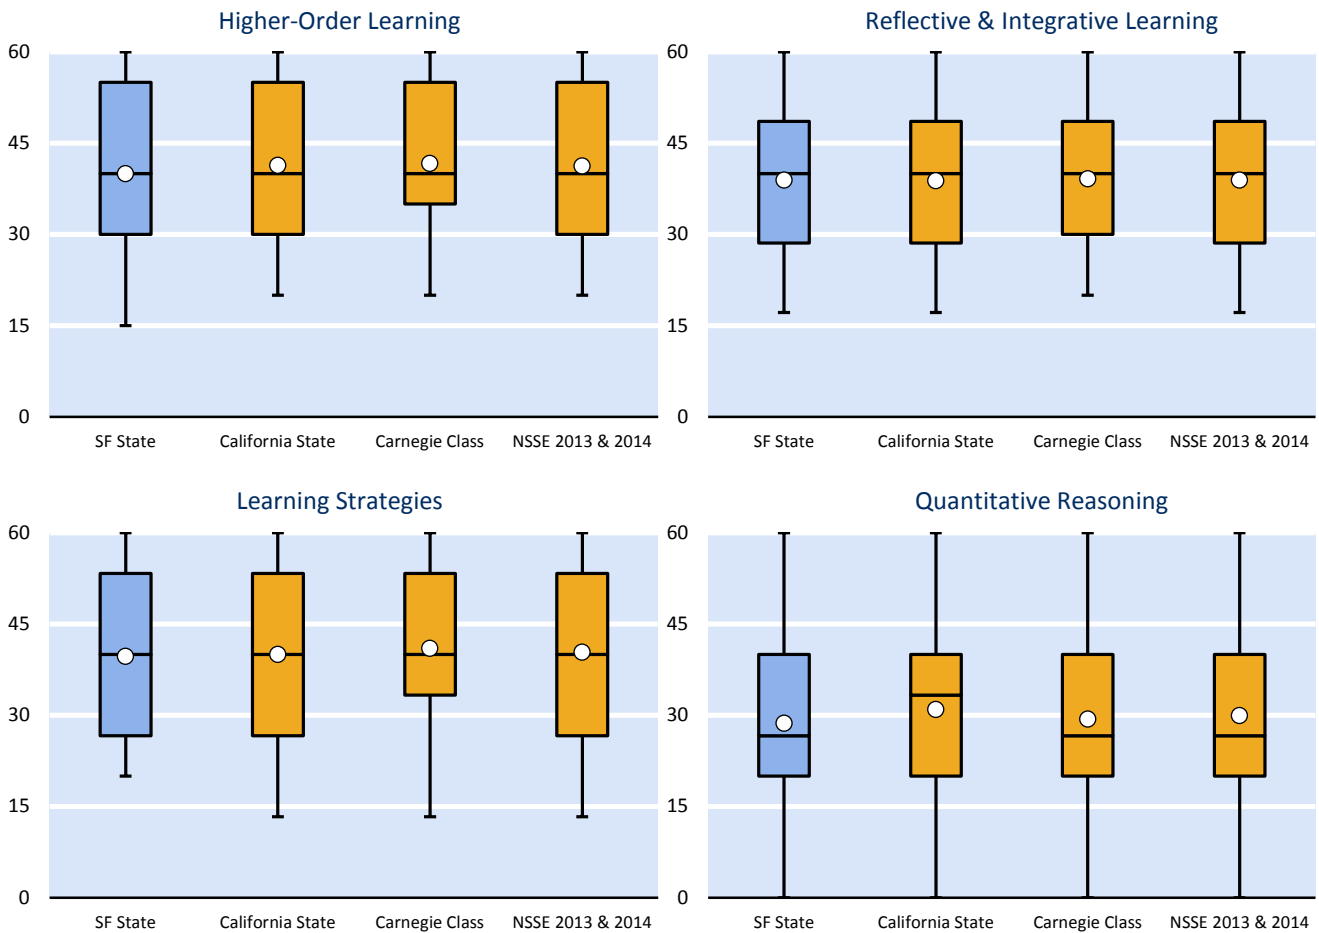 Higher-Order Learning
60
45
30
15
0
SF State California State Carnegie Class NSSE 2013 & 2014
Reflective & Integrative Learning
60
45
30
15
0
SF State California State Carnegie Class NSSE 2013 & 2014
Learning Strategies
60
45
30
15
0
SF State California State Carnegie Class NSSE 2013 & 2014
Quantitative Reasoning
60
45
30
15
0
SF State California State Carnegie Class NSSE 2013 & 2014